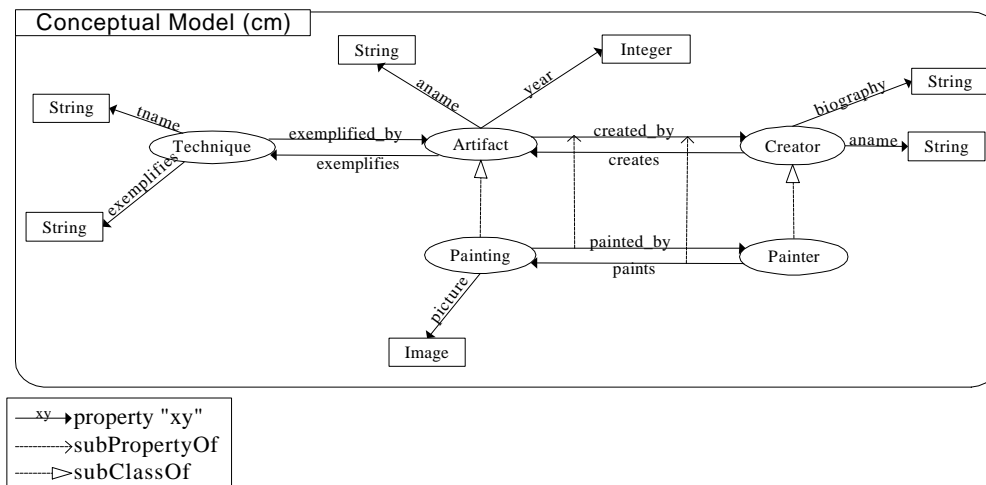 Conceptual Model (cm)
String
Integer
aname
year
biography
String
String
tname
exemplified_by
created_by
Technique
Artifact
Creator
aname
String
exemplifies
creates
exemplifies
String
painted_by
Painting
Painter
paints
picture
Image
xy property "xy"
subPropertyOf
subClassOf